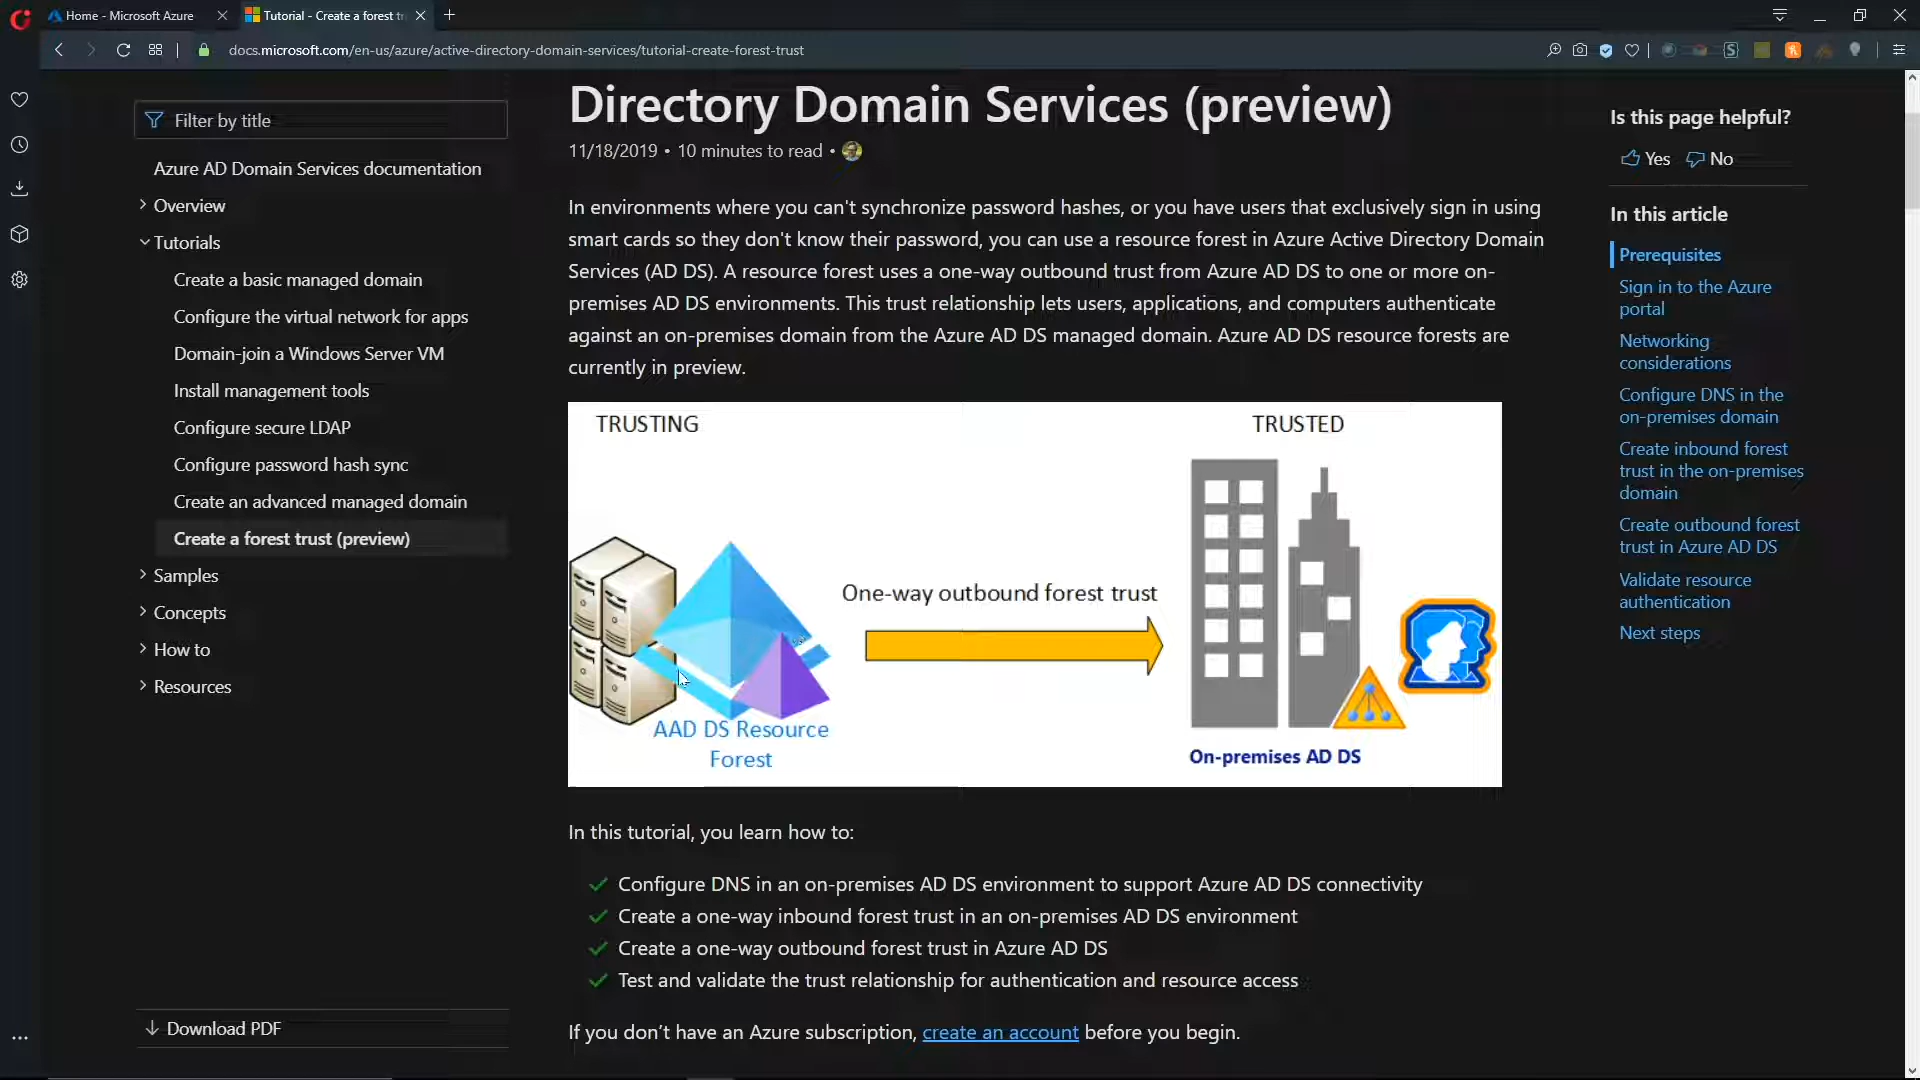 Home - Microsoft Azure
Tutorial - Create a forest tr
docs.microsoft.com/en-us/azure/active-directory-domain-services/tutorial-create-forest-trust
Filter by title
Azure AD Domain Services documentation
Overview
Tutorials
Create a basic managed domain
Configure the virtual network for apps
Domain-join a Windows Server VM
Install management tools
Configure secure LDAP
Configure password hash sync
Create an advanced managed domain
Create a forest trust (preview)
Samples
Concepts
How to
Resources
Download PDF
Directory Domain Services (preview)
11/18/2019 • 10 minutes to read •
In environments where you can't synchronize password hashes, or you have users that exclusively sign in using
smart cards so they don't know their password, you can use a resource forest in Azure Active Directory Domain
Services (AD DS). A resource forest uses a one-way outbound trust from Azure AD DS to one or more on-
premises AD DS environments. This trust relationship lets users, applications, and computers authenticate
against an on-premises domain from the Azure AD DS managed domain. Azure AD DS resource forests are
currently in preview.
TRUSTING
TRUSTED
One-way outbound forest trust
AAD DS Resource
Forest
On-premises AD DS
In this tutorial, you learn how to:
Configure DNS in an on-premises AD DS environment to support Azure AD DS connectivity
Create a one-way inbound forest trust in an on-premises AD DS environment
Create a one-way outbound forest trust in Azure AD DS
Test and validate the trust relationship for authentication and resource access
If you don’t have an Azure subscription, create an account before you begin.
Is this page helpful?
Yes No
In this article
Prerequisites
Sign in to the Azure
portal
Networking
considerations
Configure DNS in the
on-premises domain
Create inbound forest
trust in the on-premises
domain
Create outbound forest
trust in Azure AD DS
Validate resource
authentication
Next steps